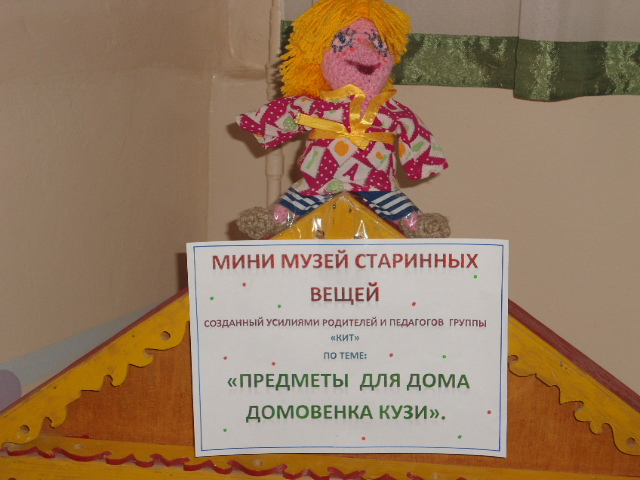 МИНИ МУЗЕЙ СТАРИННЫХ
ВЕЩЕЙ
СОЗДАННЫЙ УСИЛИЯМИ РОДИТЕЛЕЙ И ПЕДАГОГОВ ГРУППЫ
«КИТ»
ПО ТЕМЕ:
«ПРЕДМЕТЫ ДЛЯ ДОМА
ДОМОВЕНКА КУЗИ».